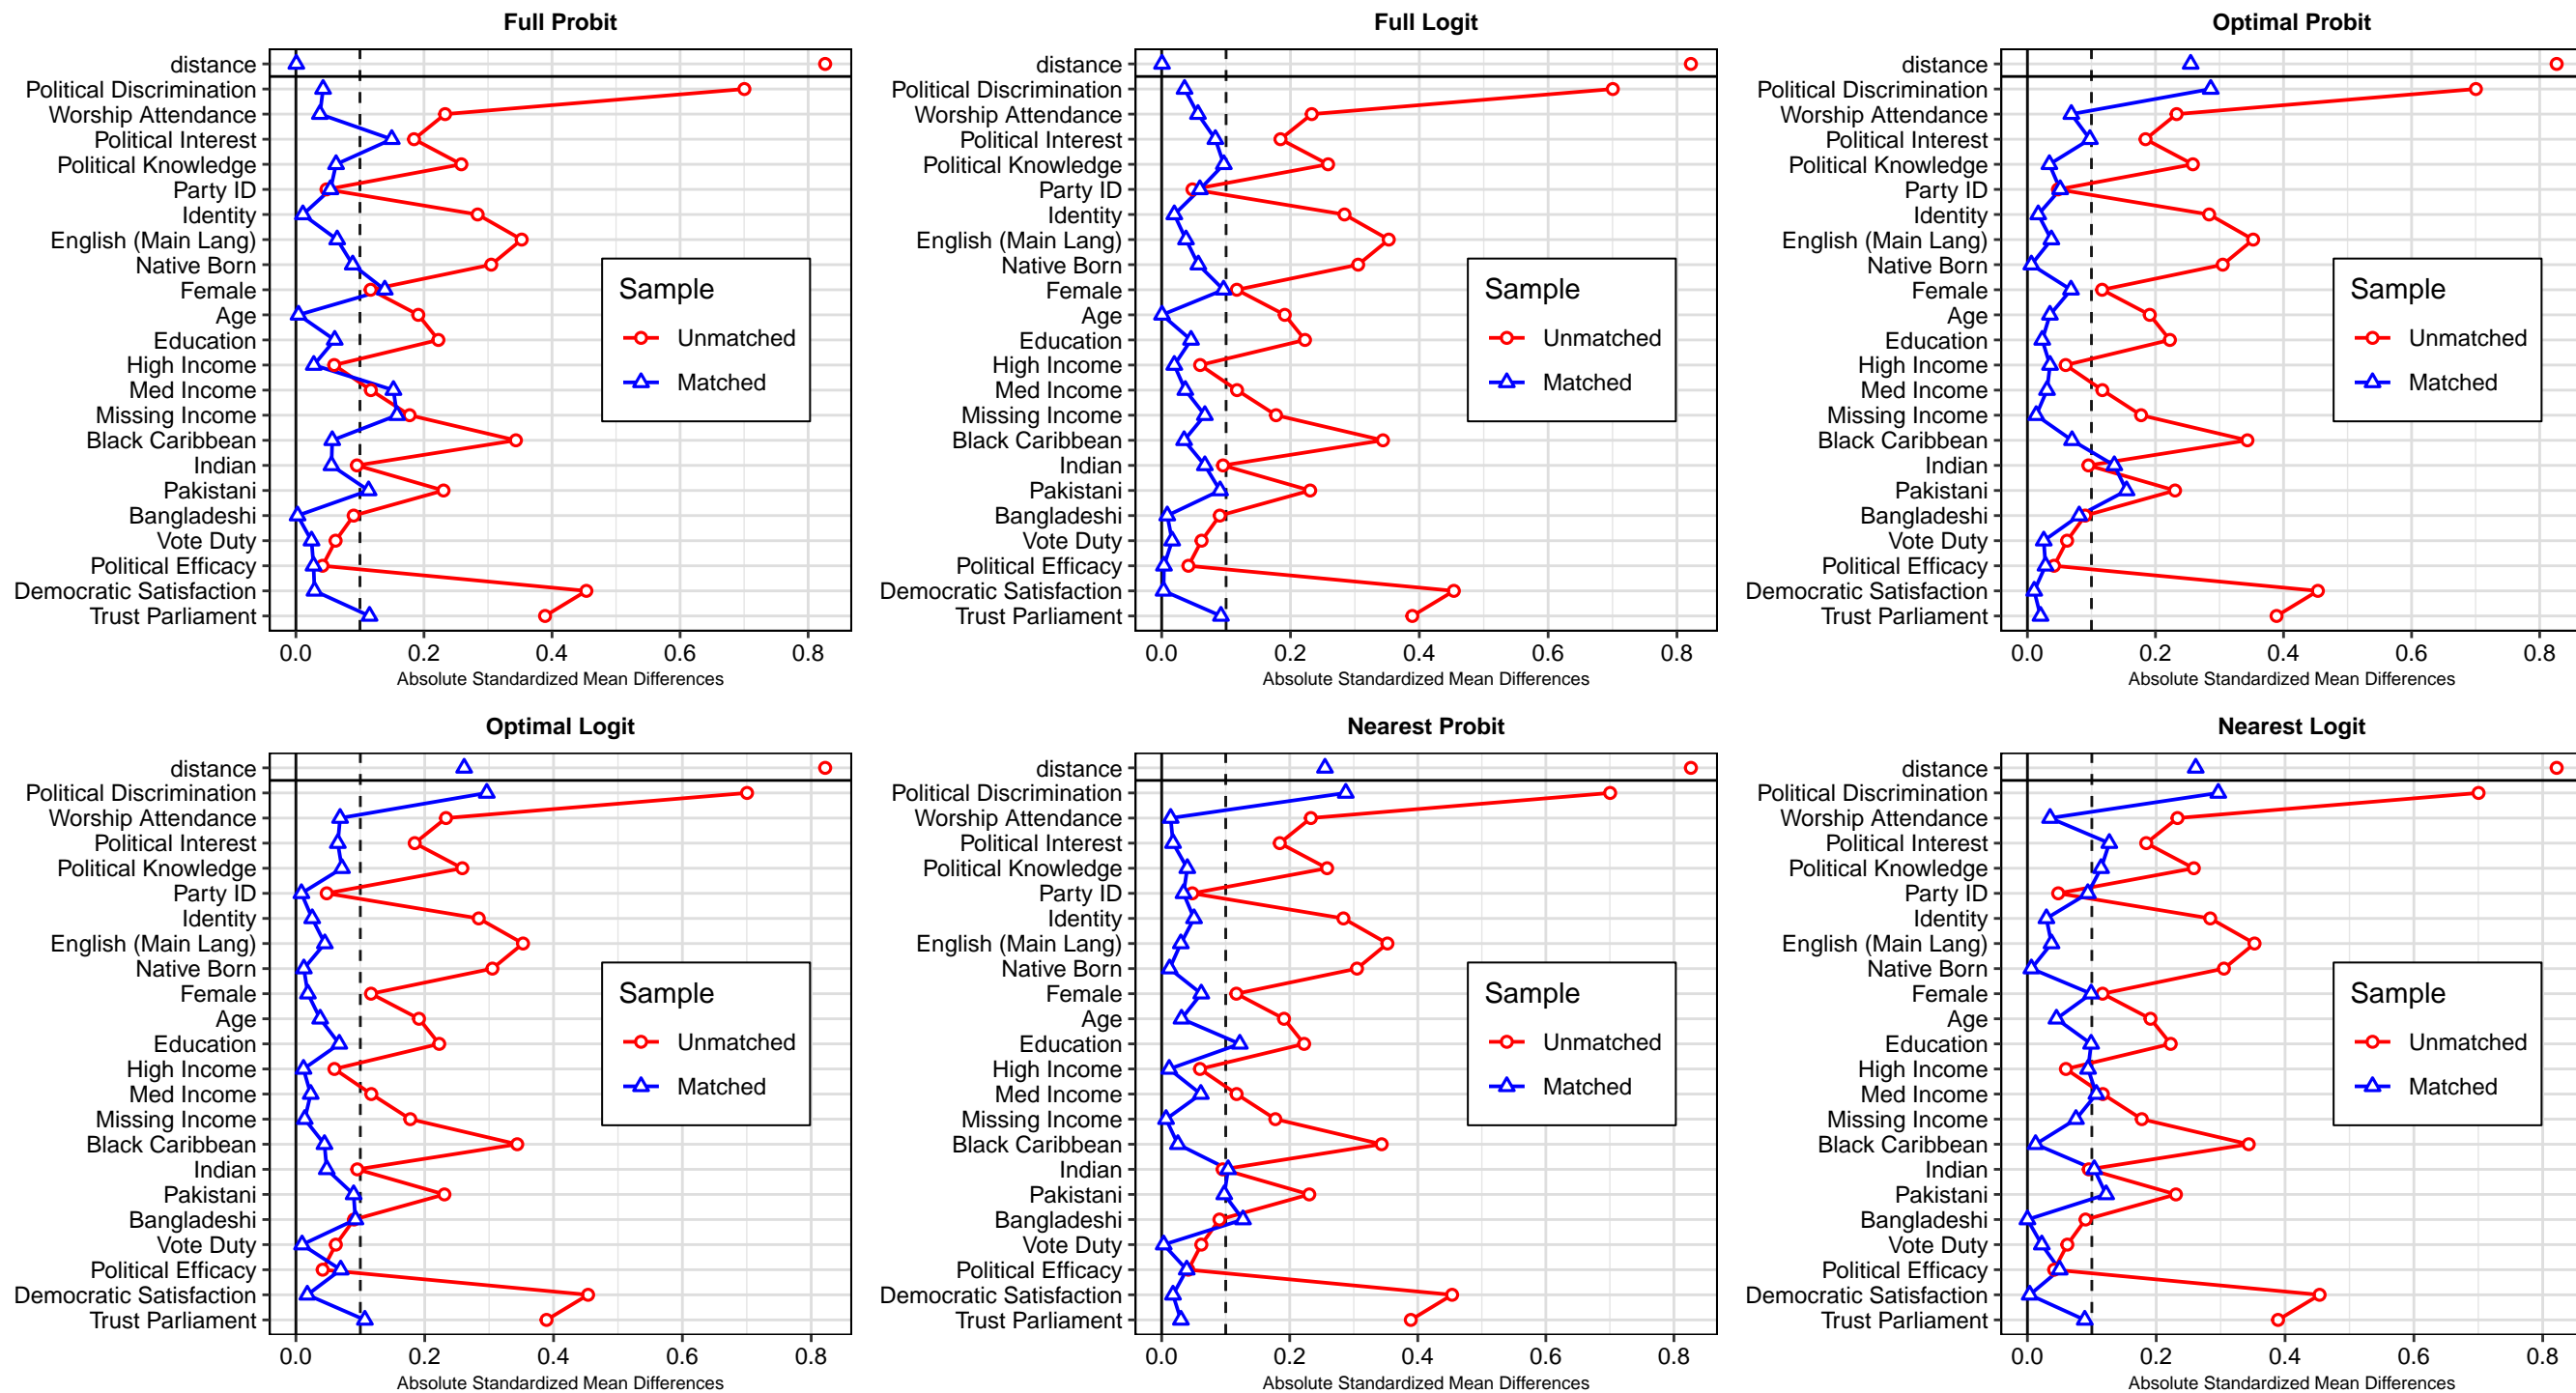 Full Probit
distance
Political Discrimination
Worship Attendance
Political Interest
Political Knowledge
Party ID
Identity
English (Main Lang)
Native Born
Female
Age
Education
High Income
Med Income
Missing Income
Black Caribbean
Indian
Pakistani
Bangladeshi
Vote Duty
Political Efficacy
Democratic Satisfaction
Trust Parliament
Sample
Unmatched
Matched
0.0 0.2 0.4 0.6 0.8
Absolute Standardized Mean Differences
Full Logit
distance
Political Discrimination
Worship Attendance
Political Interest
Political Knowledge
Party ID
Identity
English (Main Lang)
Native Born
Female
Age
Education
High Income
Med Income
Missing Income
Black Caribbean
Indian
Pakistani
Bangladeshi
Vote Duty
Political Efficacy
Democratic Satisfaction
Trust Parliament
Sample
Unmatched
Matched
0.0 0.2 0.4 0.6 0.8
Absolute Standardized Mean Differences
Optimal Probit
distance
Political Discrimination
Worship Attendance
Political Interest
Political Knowledge
Party ID
Identity
English (Main Lang)
Native Born
Female
Age
Education
High Income
Med Income
Missing Income
Black Caribbean
Indian
Pakistani
Bangladeshi
Vote Duty
Political Efficacy
Democratic Satisfaction
Trust Parliament
Sample
Unmatched
Matched
0.0 0.2 0.4 0.6 0.8
Absolute Standardized Mean Differences
Optimal Logit
distance
Political Discrimination
Worship Attendance
Political Interest
Political Knowledge
Party ID
Identity
English (Main Lang)
Native Born
Female
Age
Education
High Income
Med Income
Missing Income
Black Caribbean
Indian
Pakistani
Bangladeshi
Vote Duty
Political Efficacy
Democratic Satisfaction
Trust Parliament
Sample
Unmatched
Matched
0.0 0.2 0.4 0.6 0.8
Absolute Standardized Mean Differences
Nearest Probit
distance
Political Discrimination
Worship Attendance
Political Interest
Political Knowledge
Party ID
Identity
English (Main Lang)
Native Born
Female
Age
Education
High Income
Med Income
Missing Income
Black Caribbean
Indian
Pakistani
Bangladeshi
Vote Duty
Political Efficacy
Democratic Satisfaction
Trust Parliament
Sample
Unmatched
Matched
0.0 0.2 0.4 0.6 0.8
Absolute Standardized Mean Differences
Nearest Logit
distance
Political Discrimination
Worship Attendance
Political Interest
Political Knowledge
Party ID
Identity
English (Main Lang)
Native Born
Female
Age
Education
High Income
Med Income
Missing Income
Black Caribbean
Indian
Pakistani
Bangladeshi
Vote Duty
Political Efficacy
Democratic Satisfaction
Trust Parliament
Sample
Unmatched
Matched
0.0 0.2 0.4 0.6 0.8
Absolute Standardized Mean Differences